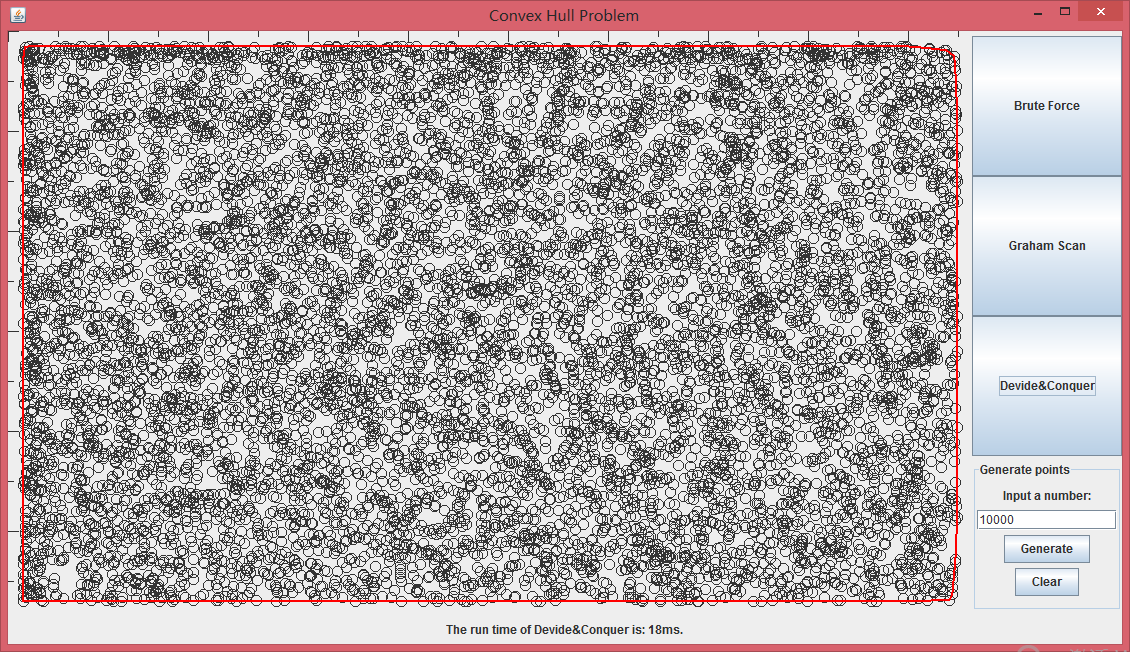 Convex Hull Problem
Brute Force
Graham Scan
Devide&Conquer
Generate points
Input a number:
10000
Generate
Clear
The run time of Devide&Conquer is: 18ms.